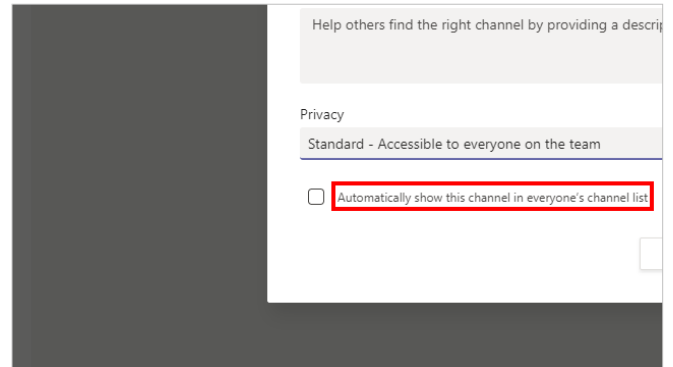 Help others find the right channel by providing a
Privacy
Standard - Accessible to everyone on the team
Automatically show this channel in everyone's channel list